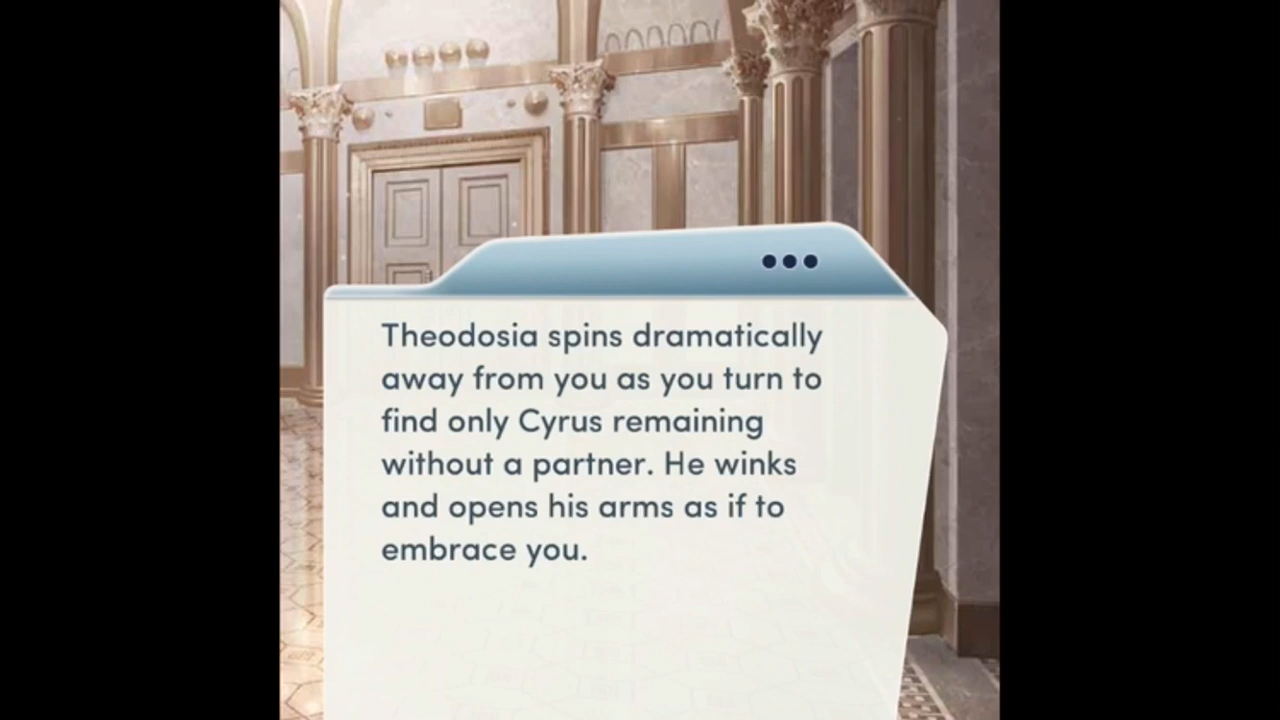 Theodosia spins dramatically
away from you as you turn to
find only Cyrus remaining
without a partner. He winks
and opens his arms as if to
embrace you.